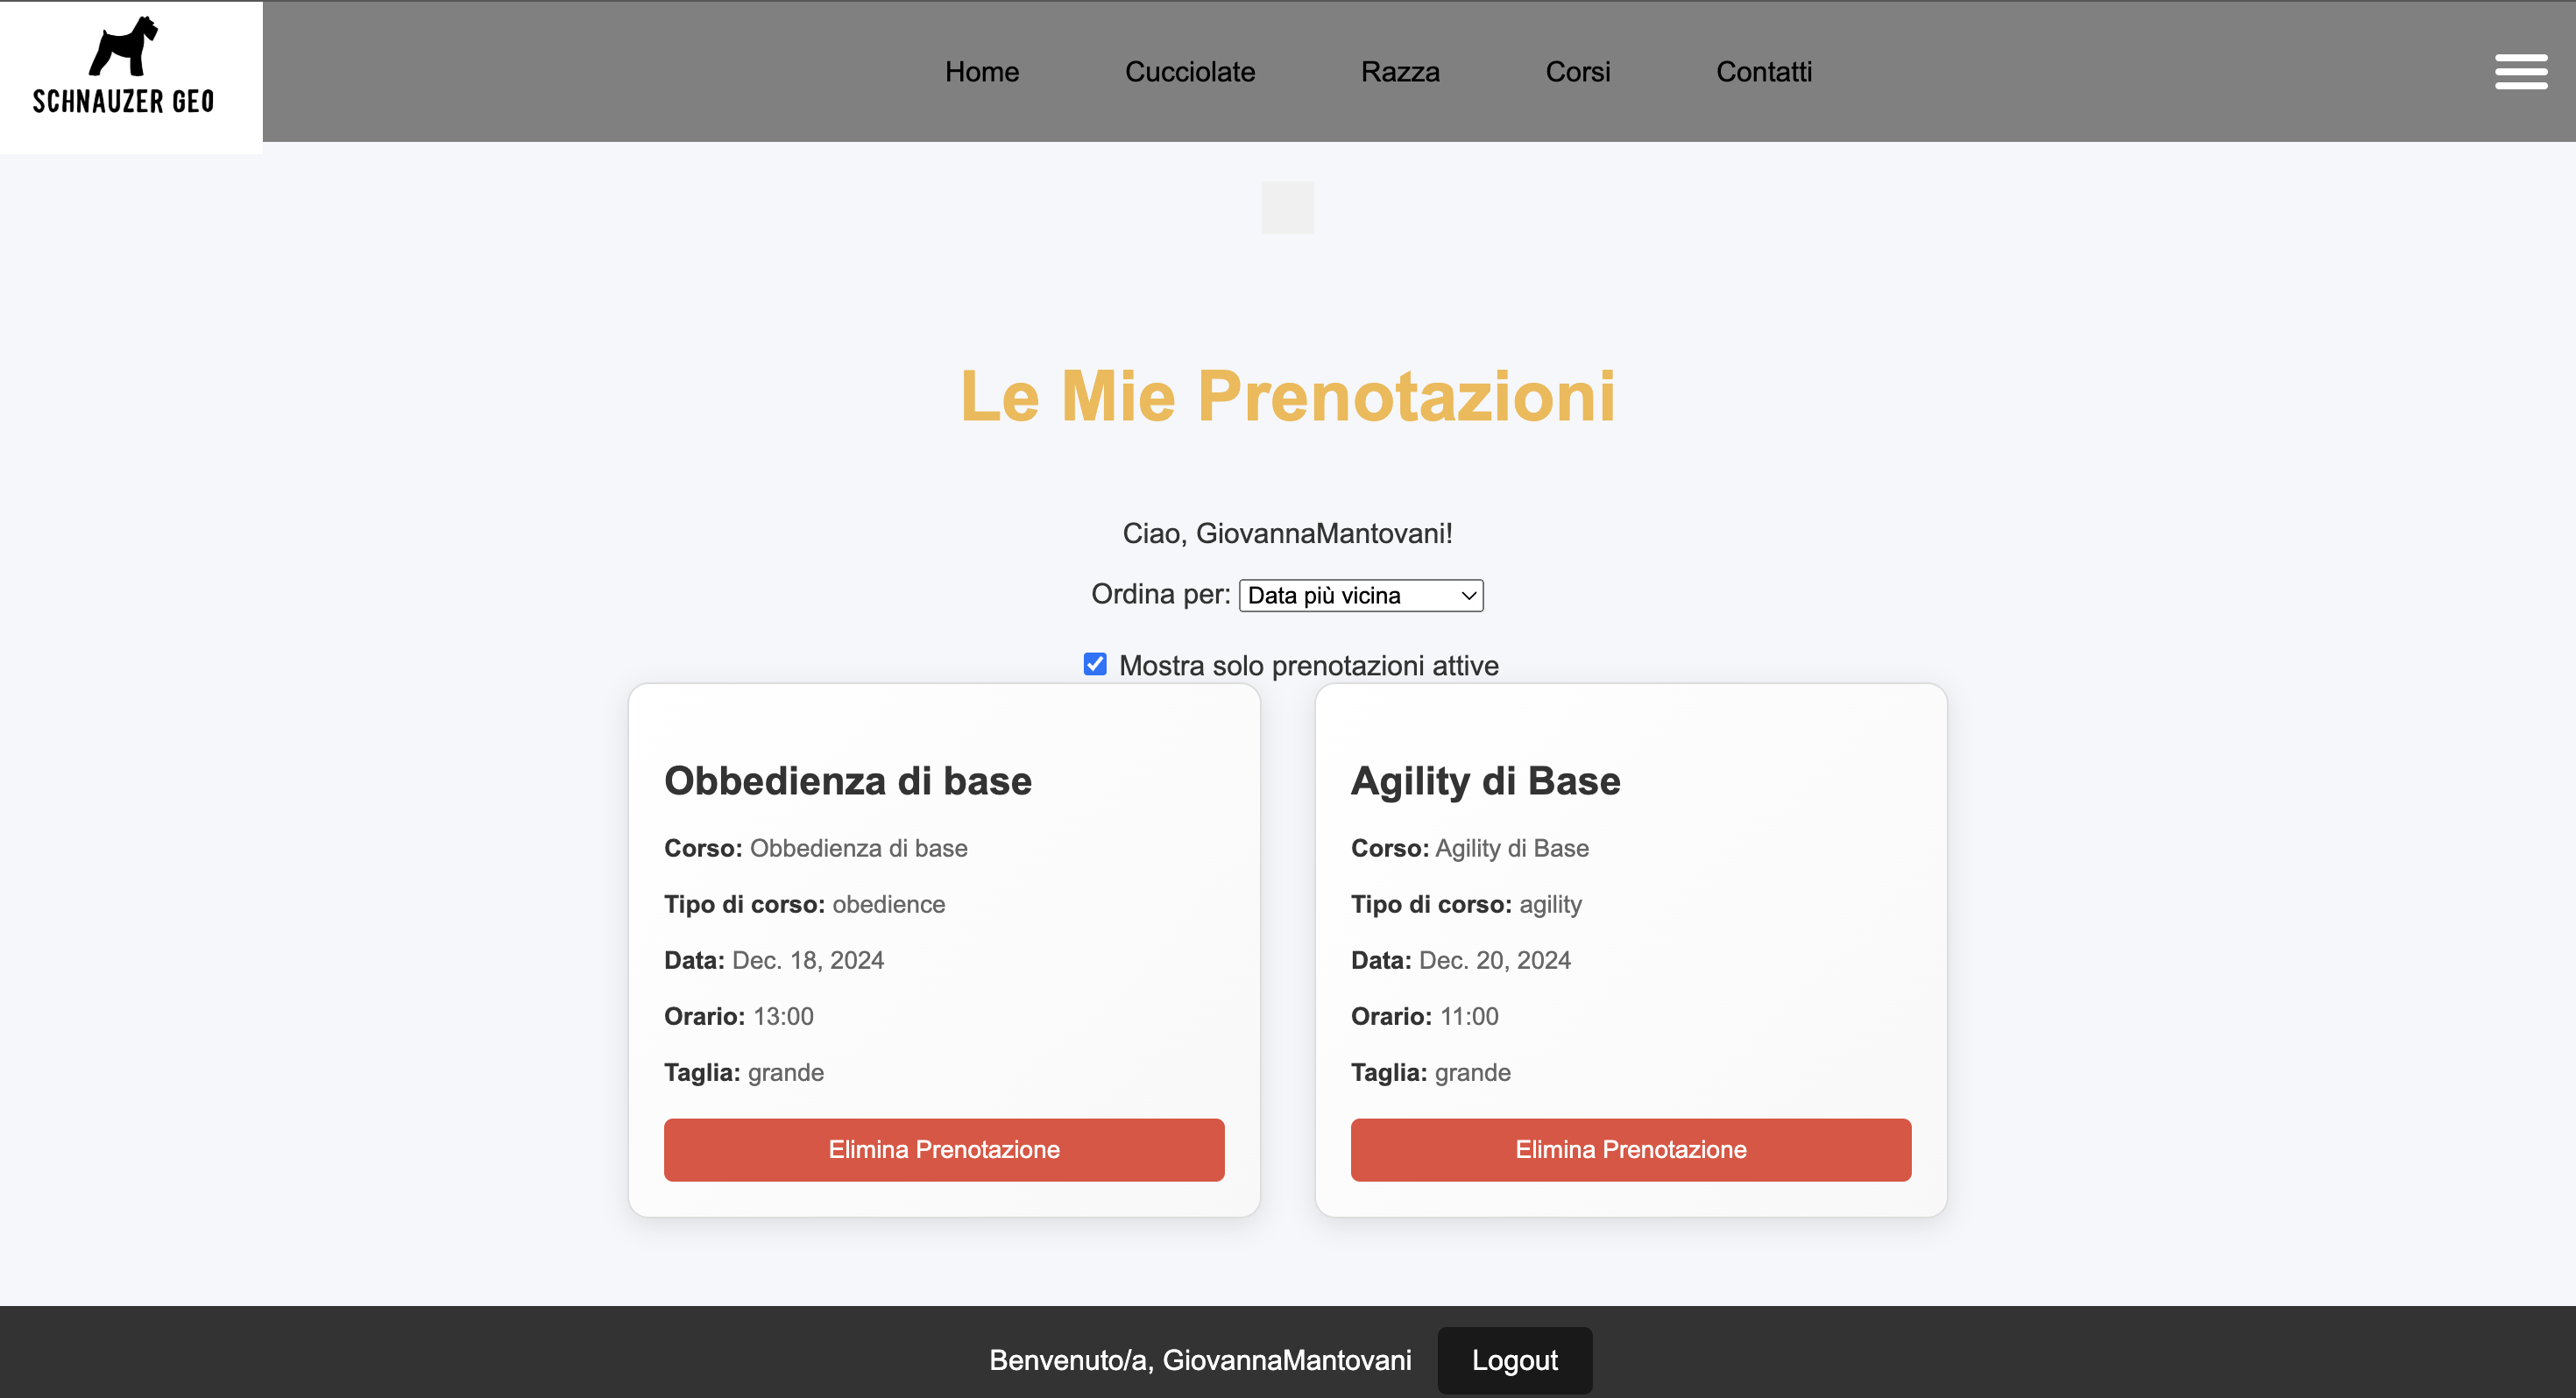 SCHNAUZER GEO
Home Cucciolate Razza Corsi Contatti
Le Mie Prenotazioni
Ciao, GiovannaMantovani!
Ordina per: Data più vicina
Mostra solo prenotazioni attive
Obbedienza di base
Corso: Obbedienza di base
Tipo di corso: obedience
Data: Dec. 18, 2024
Orario: 13:00
Taglia: grande
Elimina Prenotazione
Agility di Base
Corso: Agility di Base
Tipo di corso: agility
Data: Dec. 20, 2024
Orario: 11:00
Taglia: grande
Elimina Prenotazione
Benvenuto/a, GiovannaMantovani Logout